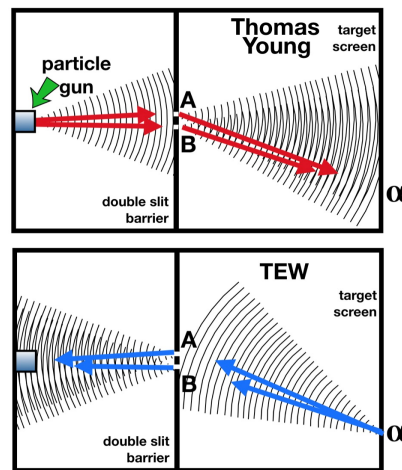 Thomas
Young
target
screen
particle
gun
A
B
double slit
barrier
α
TEW
target
screen
A
B
double slit
barrier
α